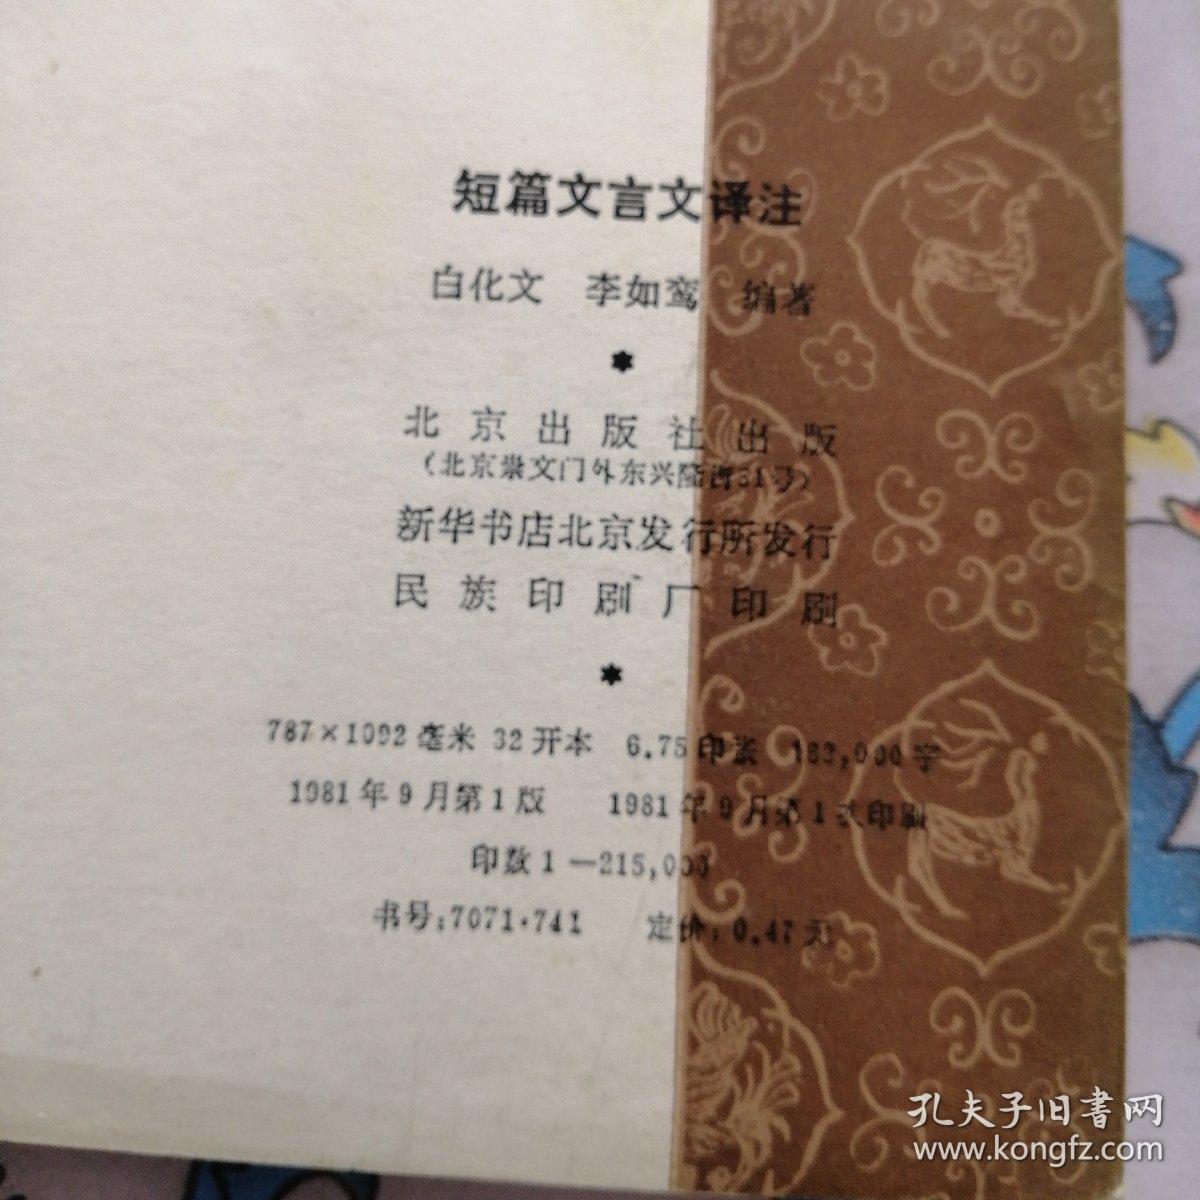 短篇文言文译注
白化文 李如鸾 编著
北京出版社出版
（北京崇文门外东兴隆街51号）
新华书店北京发行所发行
民族印刷厂印刷
787×1092毫米 32开本 6.75印张 ,000字
1981年9月第1版 1981年9月第1次印刷
印数1—215,000
书号：7071·741 定价：0.47元
孔夫子旧书网
www.kongfz.com